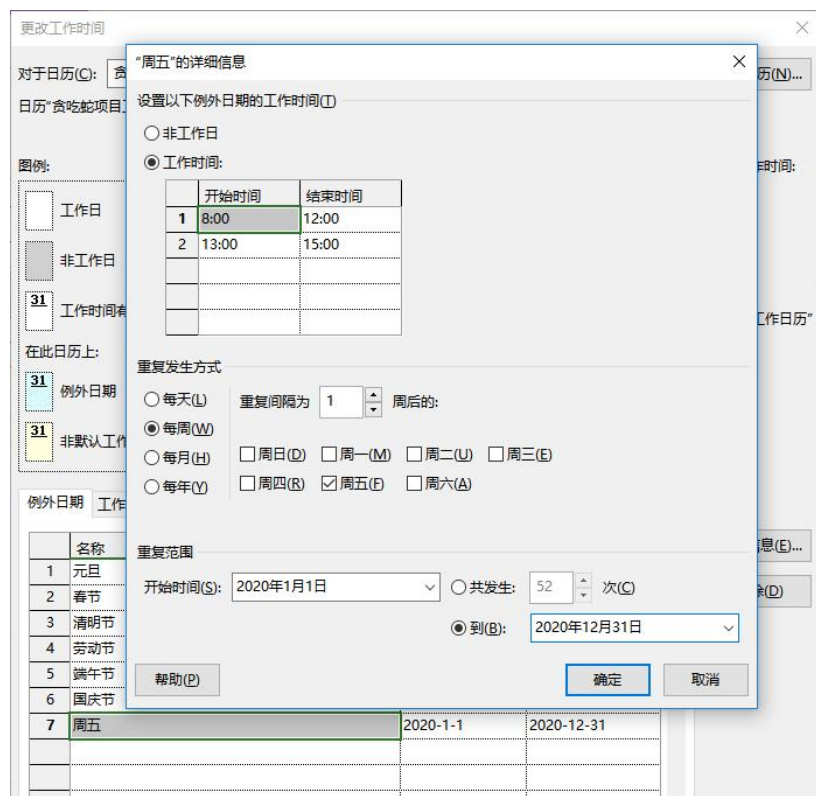 更改工作时间
对于日历(C):
日历“贪吃蛇项目
历(N)...
“周五”的详细信息
设置以下例外日期的工作时间(T)
非工作日
工作时间:
开始时间 结束时间
1 8:00 12:00
2 13:00 15:00
重复发生方式
每天(L) 重复间隔为 1 周后的:
每周(W)
每月(H) 周日(D) 周一(M) 周二(U) 周三(E)
每年(Y) 周四(R) 周五(F) 周六(A)
重复范围
开始时间(S): 2020年1月1日 共发生: 52 次(C)
到(B): 2020年12月31日
帮助(P) 确定 取消
图例:
工作日
非工作日
31 工作时间
在此日历上:
31 例外日期
31 非默认工作
时间:
工作日历”
例外日期 工作
息(E)...
(D)
名称
1 元旦
2 春节
3 清明节
4 劳动节
5 端午节
6 国庆节
7 周五 2020-1-1 2020-12-31